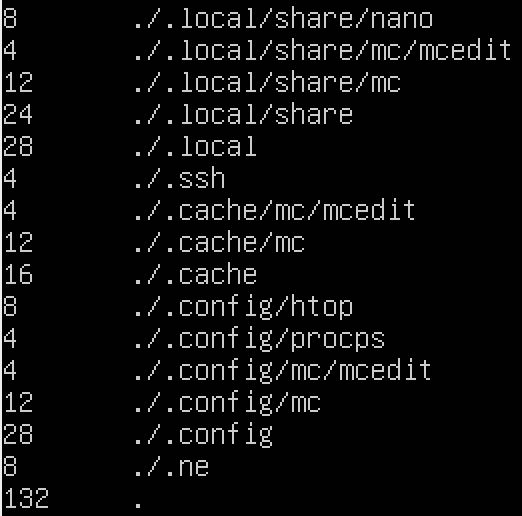 8 ./.local/share/nano
4 ./.local/share/mc/mcedit
12 ./.local/share/mc
24 ./.local/share
28 ./.local
4 ./.ssh
4 ./.cache/mc/mcedit
12 ./.cache/mc
16 ./.cache
8 ./.config/htop
4 ./.config/procps
4 ./.config/mc/mcedit
12 ./.config/mc
28 ./.config
8 ./.ne
132 .